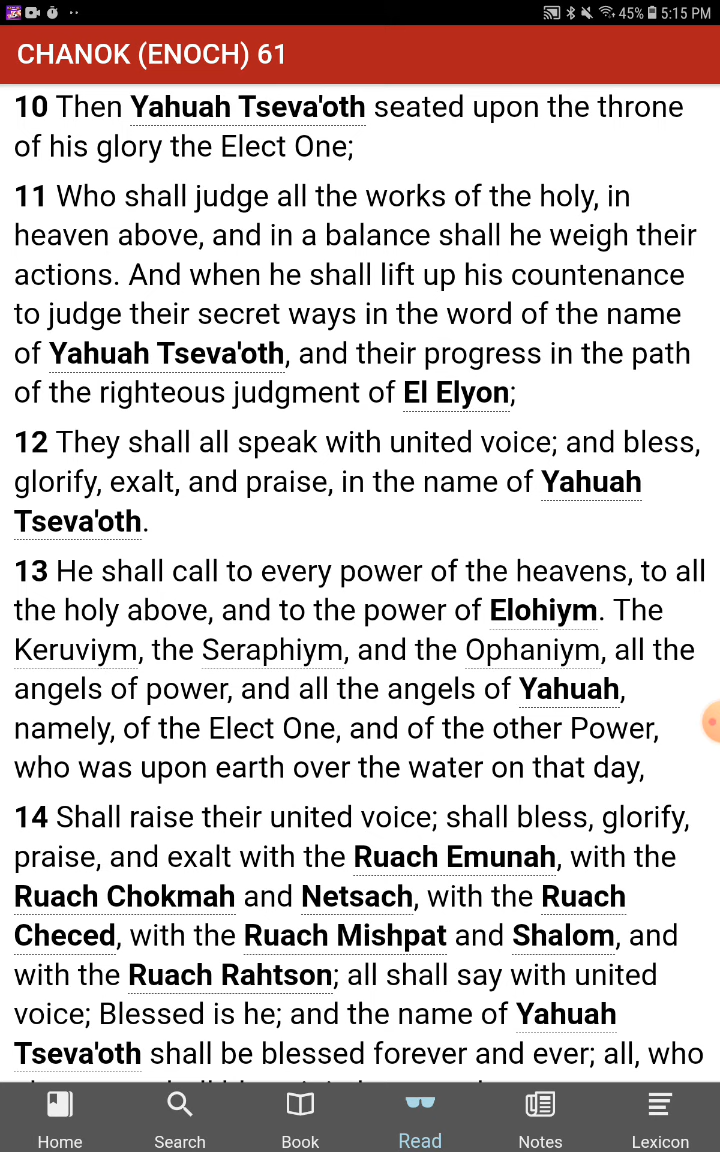 45% 5:15 PM
CHANOK (ENOCH) 61
10 Then Yahuah Tseva'oth seated upon the throne
of his glory the Elect One;
11 Who shall judge all the works of the holy, in
heaven above, and in a balance shall he weigh their
actions. And when he shall lift up his countenance
to judge their secret ways in the word of the name
of Yahuah Tseva'oth, and their progress in the path
of the righteous judgment of El Elyon;
12 They shall all speak with united voice; and bless,
glorify, exalt, and praise, in the name of Yahuah
Tseva'oth.
13 He shall call to every power of the heavens, to all
the holy above, and to the power of Elohiym. The
Keruviym, the Seraphiym, and the Ophaniym, all the
angels of power, and all the angels of Yahuah,
namely, of the Elect One, and of the other Power,
who was upon earth over the water on that day,
14 Shall raise their united voice; shall bless, glorify,
praise, and exalt with the Ruach Emunah, with the
Ruach Chokmah and Netsach, with the Ruach
Checed, with the Ruach Mishpat and Shalom, and
with the Ruach Rahtson; all shall say with united
voice; Blessed is he; and the name of Yahuah
Tseva'oth shall be blessed forever and ever; all, who
Home Search Book Read Notes Lexicon